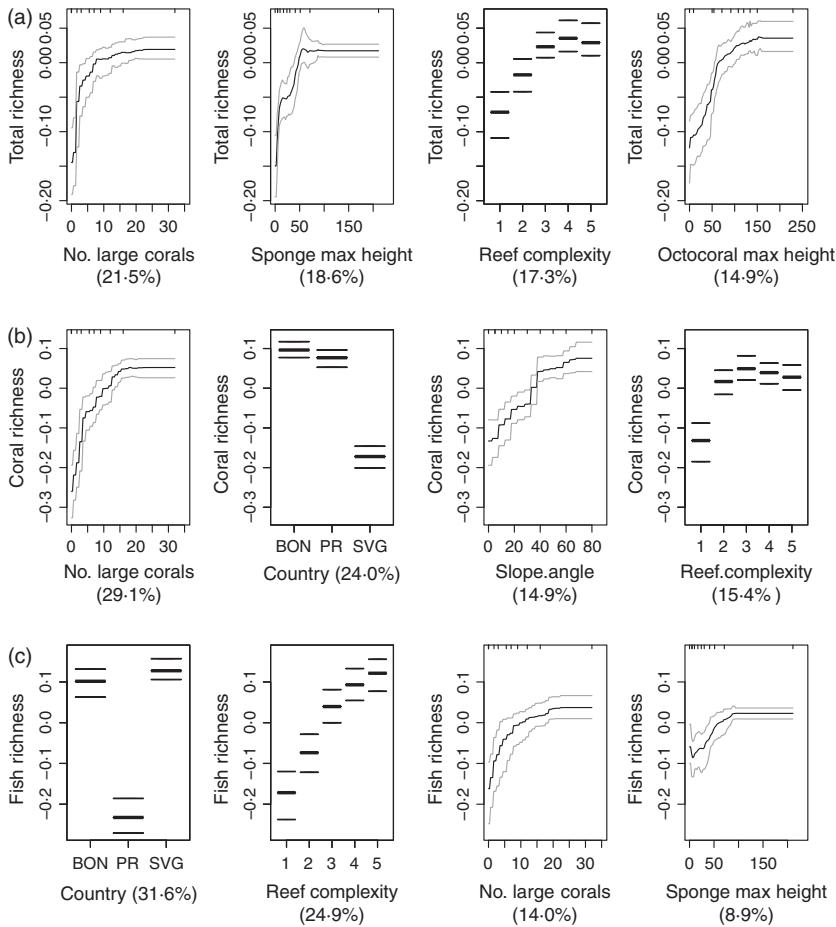 (a)
Total richness
0·05
0·00
−0·10
−0·20
0 10 20 30
No. large corals
(21·5%)
Total richness
0·05
0·00
−0·10
−0·20
0 50 150
Sponge max height
(18·6%)
Total richness
0·05
0·00
−0·10
−0·20
1 2 3 4 5
Reef complexity
(17·3%)
Total richness
0·05
0·00
−0·10
−0·20
0 50 150 250
Octocoral max height
(14·9%)
(b)
Coral richness
0·1
0·0
−0·1
−0·2
−0·3
0 10 20 30
No. large corals
(29·1%)
Coral richness
0·1
0·0
−0·1
−0·2
−0·3
BON PR SVG
Country (24·0%)
Coral richness
0·1
0·0
−0·1
−0·2
−0·3
0 20 40 60 80
Slope.angle
(14·9%)
Coral richness
0·1
0·0
−0·1
−0·2
−0·3
1 2 3 4 5
Reef.complexity
(15·4% )
(c)
Fish richness
0·1
0·0
−0·1
−0·2
BON PR SVG
Country (31·6%)
Fish richness
0·1
0·0
−0·1
−0·2
1 2 3 4 5
Reef complexity
(24·9%)
Fish richness
0·1
0·0
−0·1
−0·2
0 10 20 30
No. large corals
(14·0%)
Fish richness
0·1
0·0
−0·1
−0·2
0 50 150
Sponge max height
(8·9%)